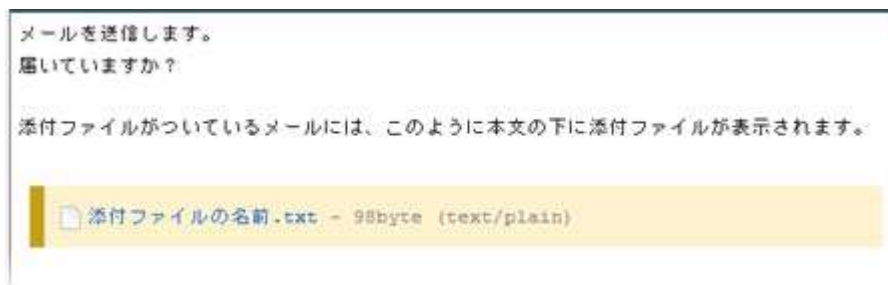 メールを送信します。
届いていますか？
添付ファイルがついているメールには、このように本文の下に添付ファイルが表示されます。
添付ファイルの名前.txt - 98byte (text/plain)